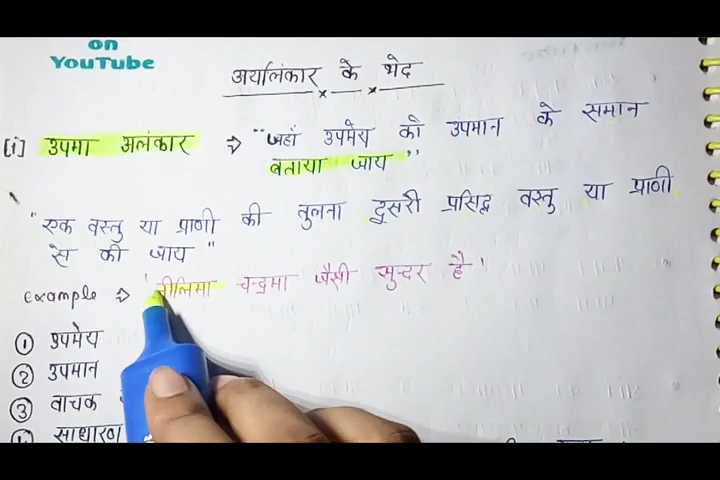 on
YouTube
अर्थालंकार के भेद
[i] उपमा अलंकार ⇒ "जहाँ उपमेय को उपमान के समान
बताया जाय"
"एक वस्तु या प्राणी की तुलना दूसरी प्रसिद्ध वस्तु या प्राणी
से की जाय"
example ⇒ 'नीलिमा चन्द्रमा जैसी सुन्दर है'
① उपमेय
② उपमान
③ वाचक
साधारण